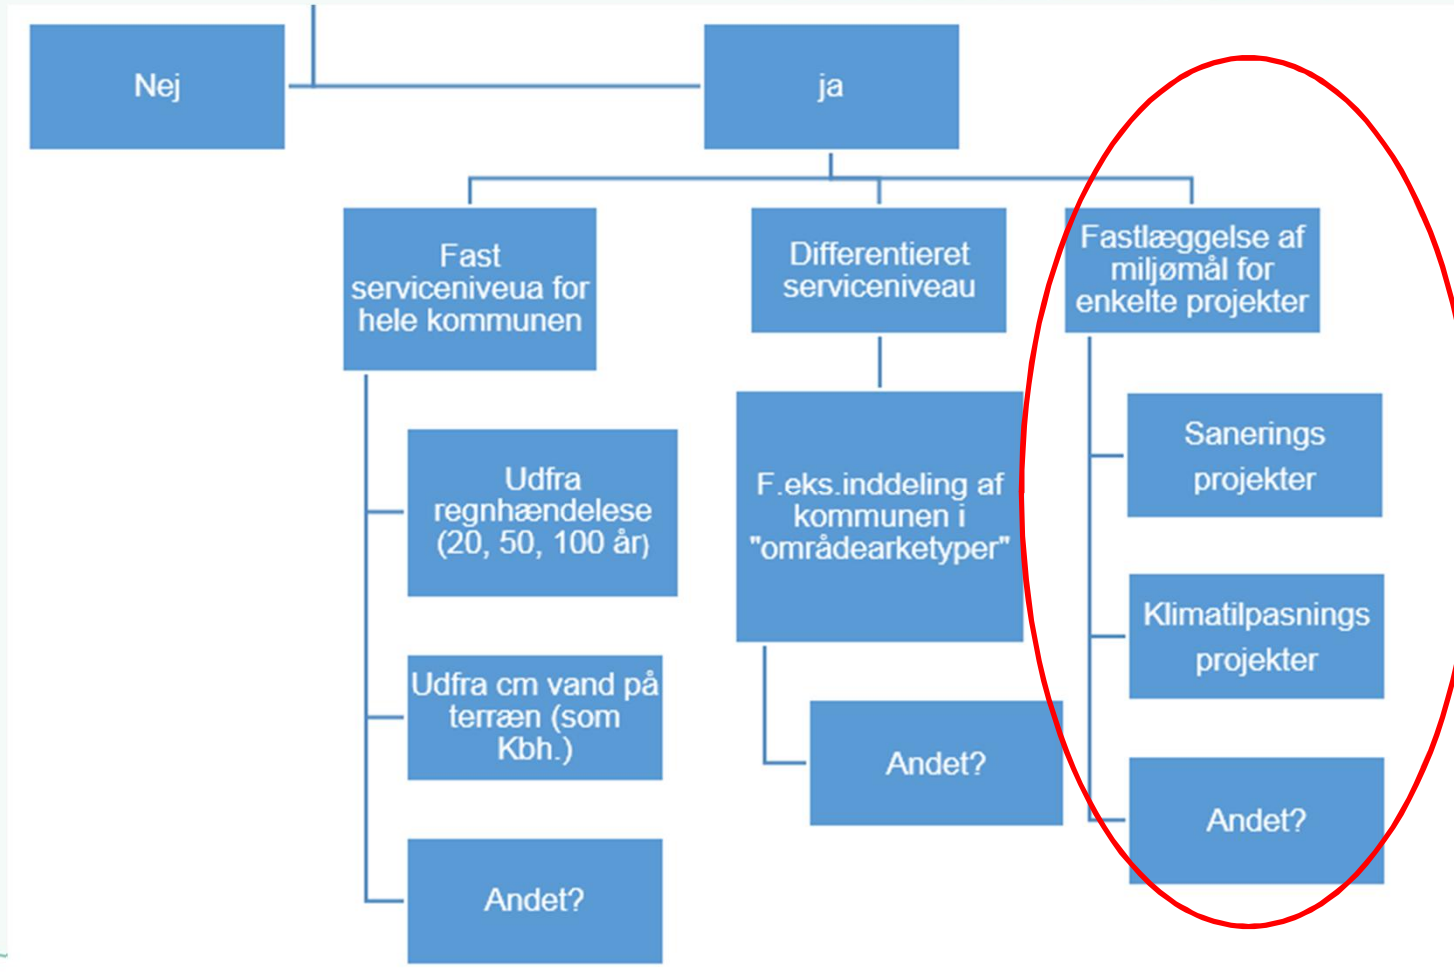 Nej
ja
Fast
serviceniveua for
hele kommunen
Udfra
regnhændelese
(20, 50, 100 år)
Udfra cm vand på
terræn (som
Kbh.)
Andet?
Differentieret
serviceniveau
F.eks.inddeling af
kommunen i
"områdearketyper"
Andet?
Fastlæggelse af
miljømål for
enkelte projekter
Sanerings
projekter
Klimatilpasnings
projekter
Andet?